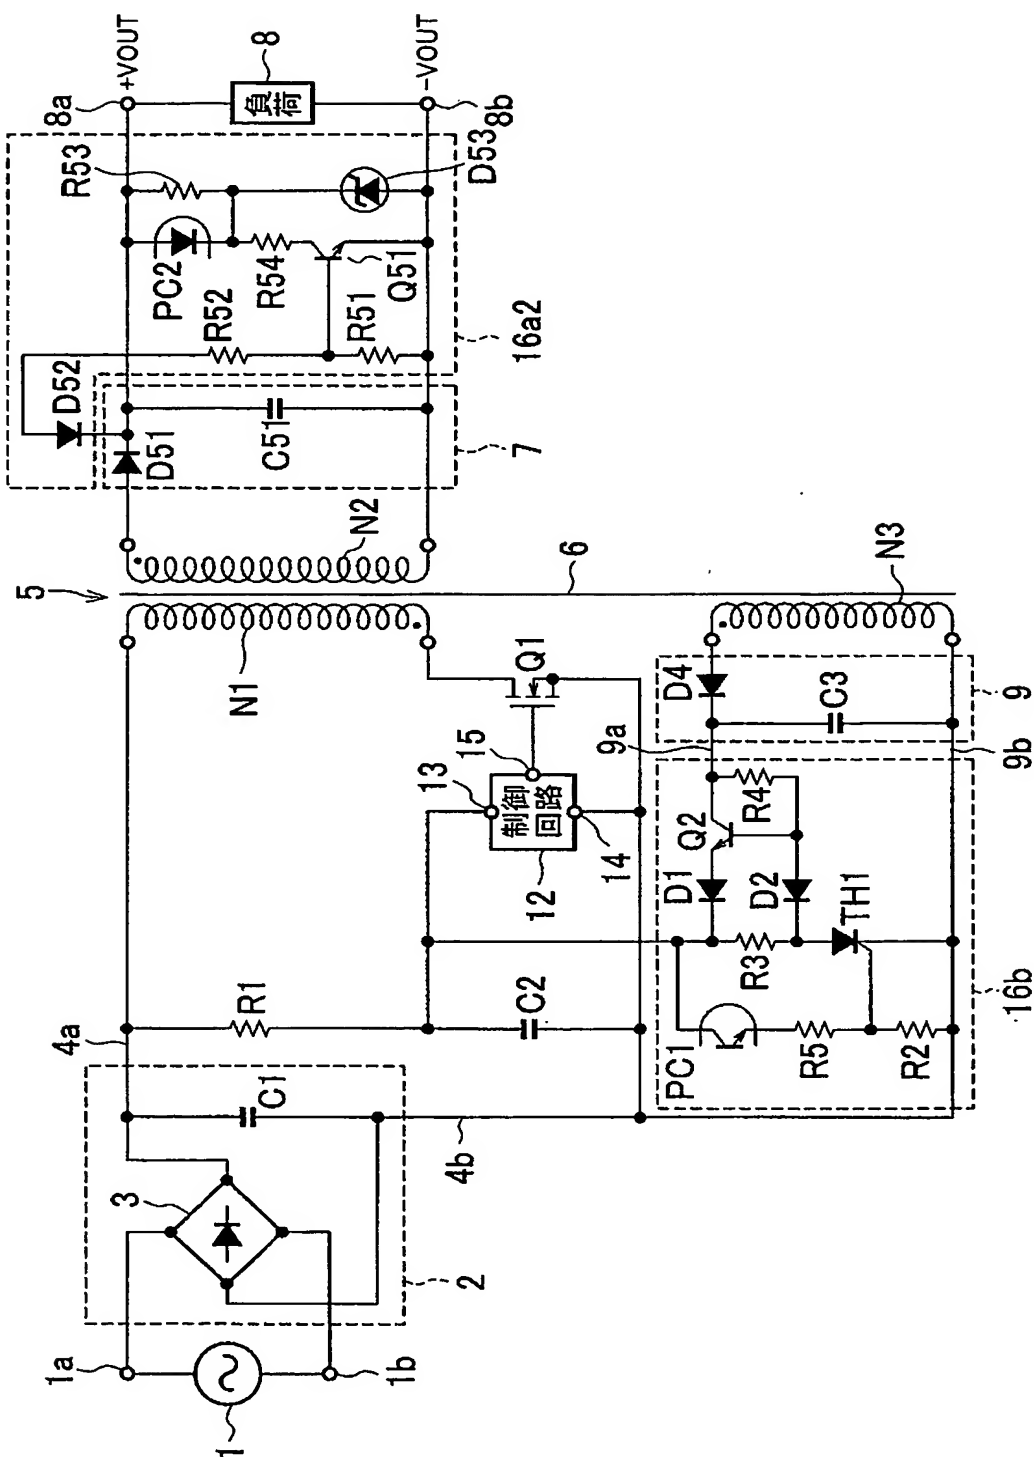 +VOUT
8a
8
負荷
−VOUT
8b
R53
PC2
R54
D53
Q51
R52
R51
16a2
D52
D51
C51
7
N2
5
6
N1
N3
Q1
15
13
制御
回路
14
12
9a
D4
C3
9
9b
Q2
R4
D1
D2
TH1
R3
PC1
R5
R2
16b
R1
C2
4a
C1
4b
3
2
1a
1b
1